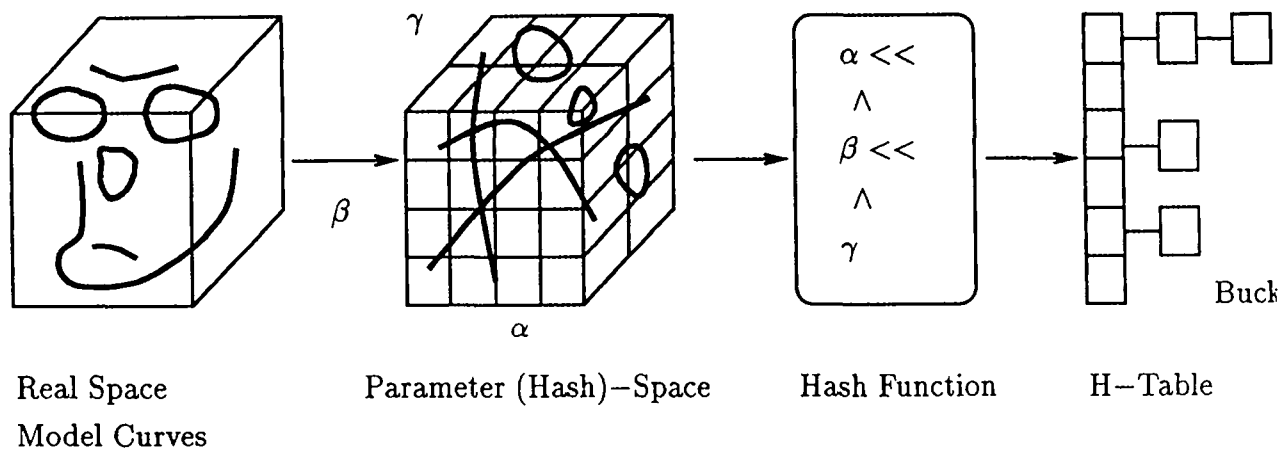 γ
α <<
∧
β <<
∧
γ
β
α
Buck
Real Space
Model Curves
Parameter (Hash)–Space
Hash Function
H–Table